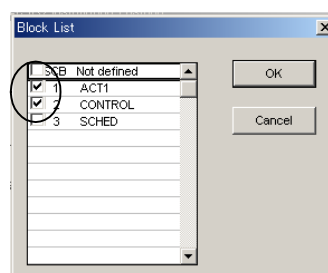 Block List
SCB Not defined
1 ACT1
2 CONTROL
3 SCHED
OK
Cancel